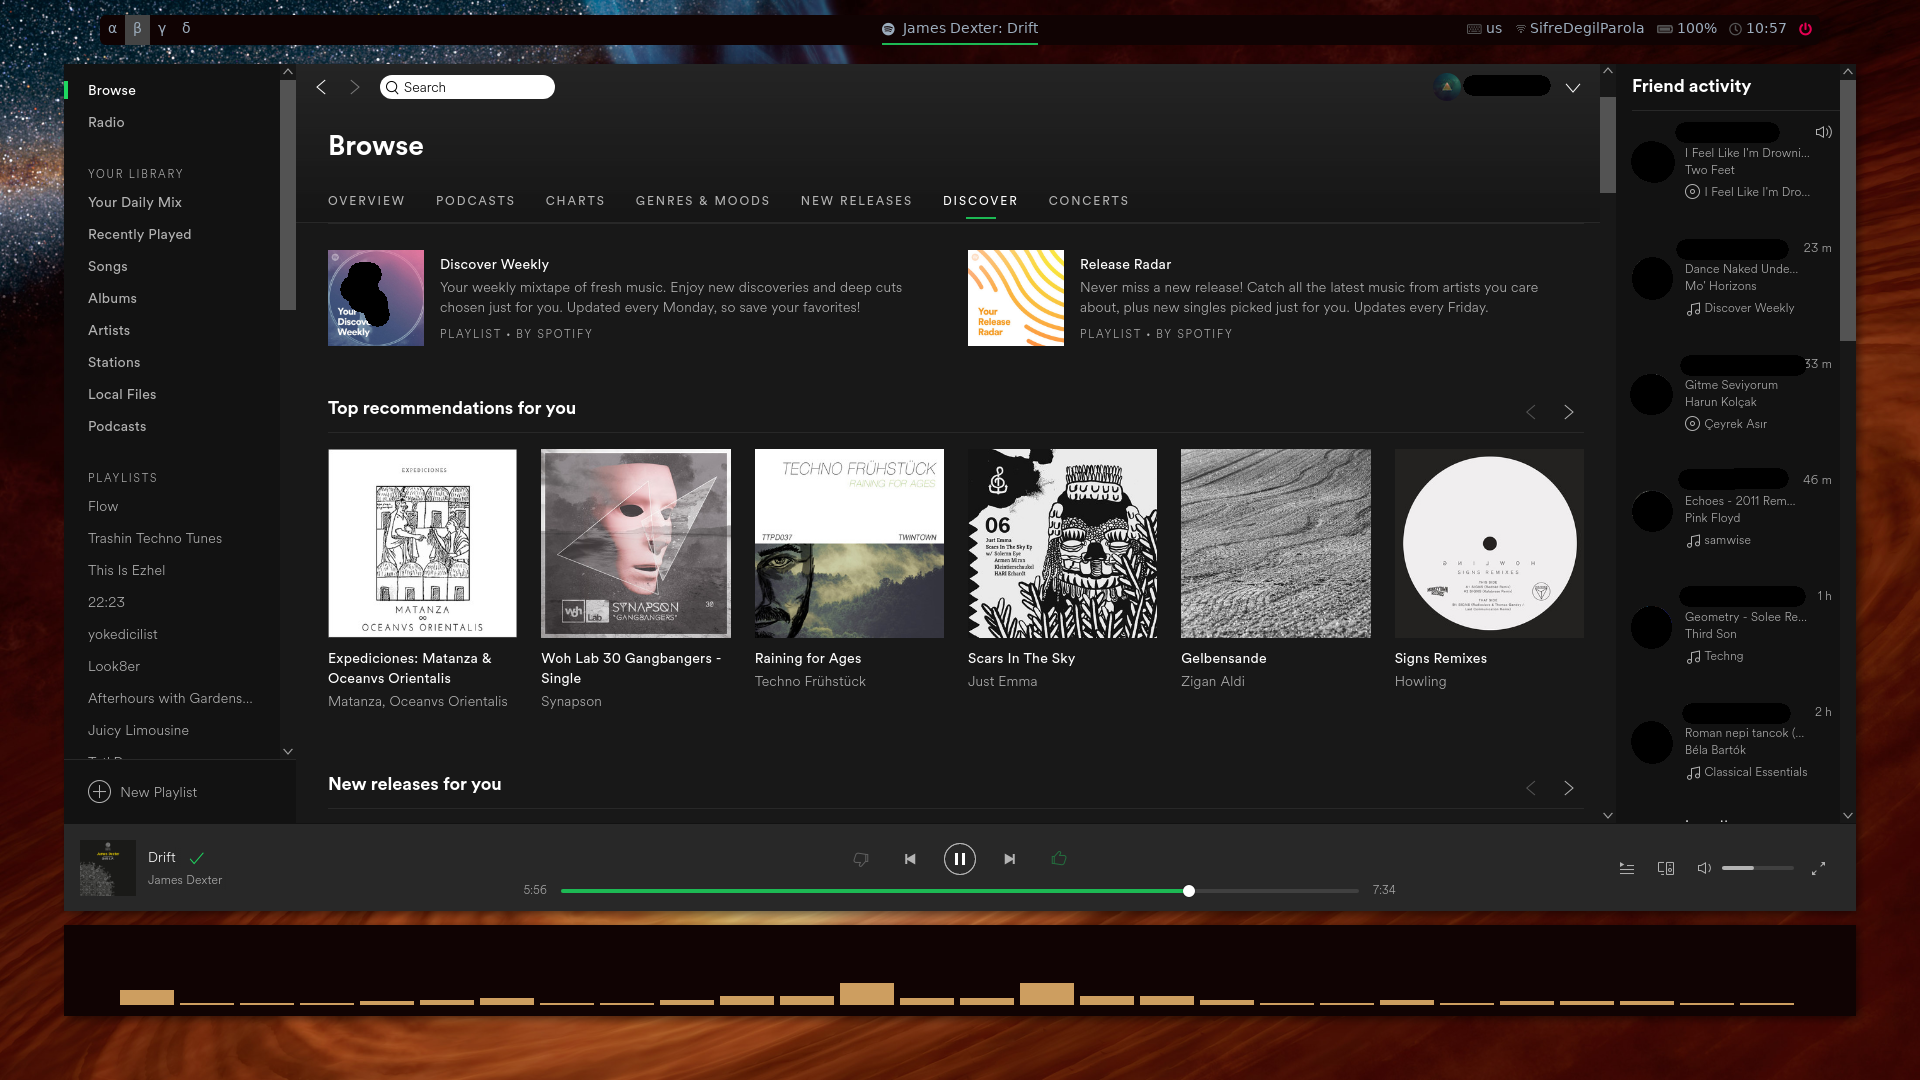 α β γ δ
James Dexter: Drift
us SifreDegilParola 100% 10:57
Browse
Radio
YOUR LIBRARY
Your Daily Mix
Recently Played
Songs
Albums
Artists
Stations
Local Files
Podcasts
PLAYLISTS
Flow
Trashin Techno Tunes
This Is Ezhel
22:23
yokedicilist
Look8er
Afterhours with Gardens...
Juicy Limousine
New Playlist
Search
Browse
OVERVIEW PODCASTS CHARTS GENRES & MOODS NEW RELEASES DISCOVER CONCERTS
Your
Discover
Weekly
Discover Weekly
Your weekly mixtape of fresh music. Enjoy new discoveries and deep cuts
chosen just for you. Updated every Monday, so save your favorites!
PLAYLIST • BY SPOTIFY
Your
Release
Radar
Release Radar
Never miss a new release! Catch all the latest music from artists you care
about, plus new singles picked just for you. Updates every Friday.
PLAYLIST • BY SPOTIFY
Top recommendations for you
EXPEDICIONES
MATANZA
∞
OCEANVS ORIENTALIS
Expediciones: Matanza &
Oceanvs Orientalis
Matanza, Oceanvs Orientalis
woh Lab
SYNAPSON
"GANGBANGERS"
30
Woh Lab 30 Gangbangers -
Single
Synapson
TECHNO FRÜHSTÜCK
RAINING FOR AGES
TTPD037 TWINTOWN
Raining for Ages
Techno Frühstück
06
Just Emma
Scars In The Sky Ep
Scars In The Sky
Just Emma
Gelbensande
Zigan Aldi
HOWLING
SIGNS REMIXES
Signs Remixes
Howling
New releases for you
Friend activity
I Feel Like I'm Drowni...
Two Feet
I Feel Like I'm Dro...
23 m
Dance Naked Unde...
Mo' Horizons
Discover Weekly
33 m
Gitme Seviyorum
Harun Kolçak
Çeyrek Asır
46 m
Echoes - 2011 Rem...
Pink Floyd
samwise
1 h
Geometry - Solee Re...
Third Son
Techng
2 h
Roman nepi tancok (...
Béla Bartók
Classical Essentials
Drift
James Dexter
5:56
7:34